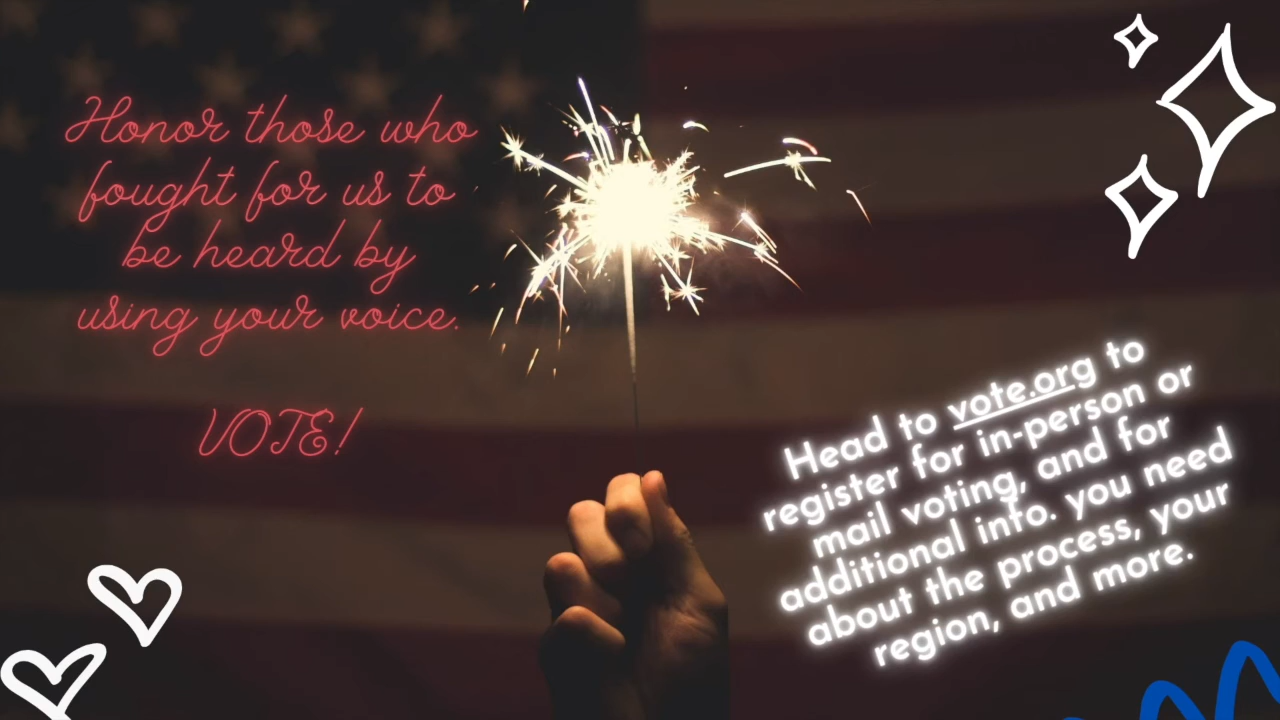 Honor those who
fought for us to
be heard by
using your voice.
VOTE!
Head to vote.org to
register for in-person or
mail voting, and for
additional info. you need
about the process, your
region, and more.